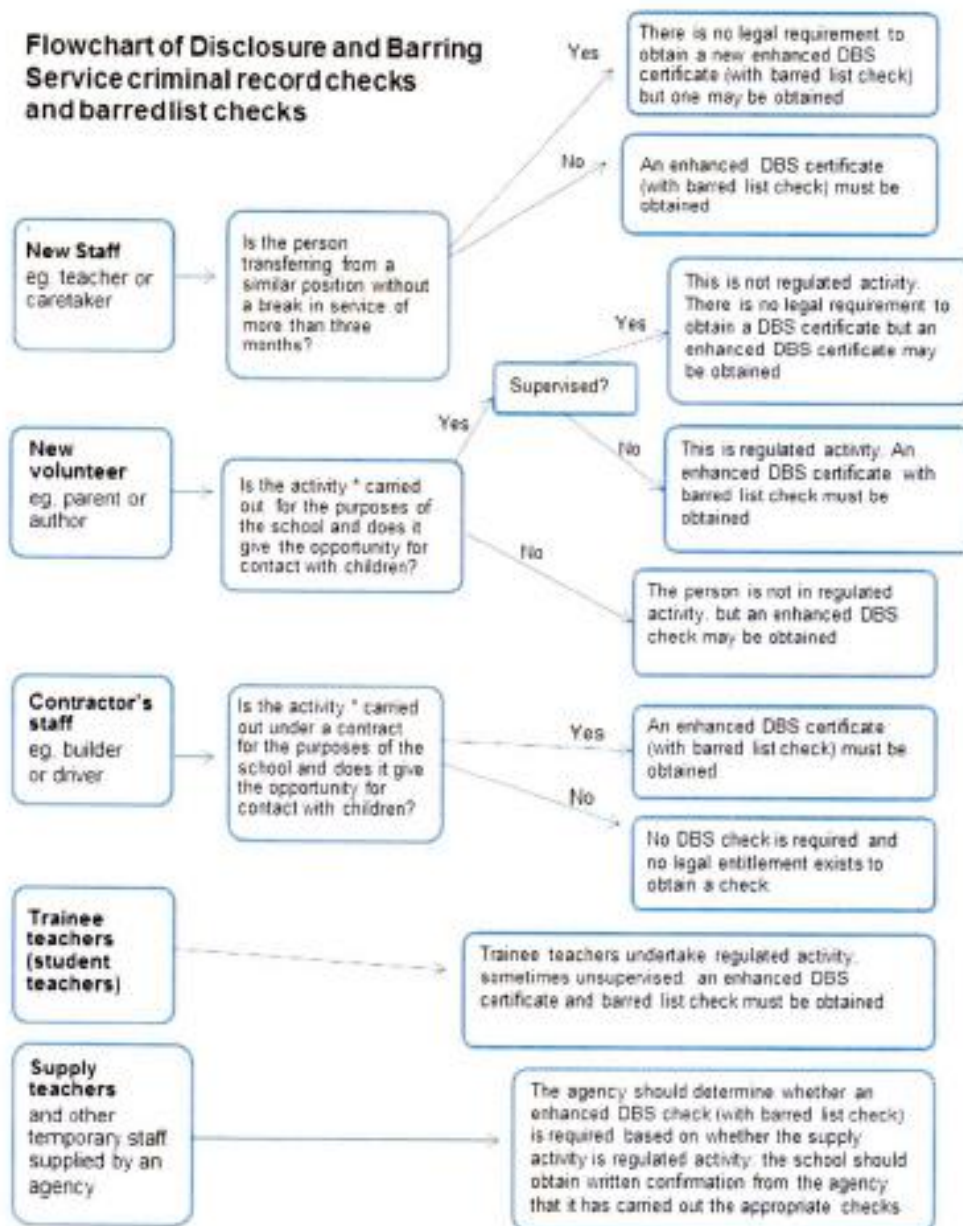 Flowchart of Disclosure and Barring
Service criminal record checks
and barred list checks
New Staff
eg. teacher or
caretaker
Is the person
transferring from a
similar position without
a break in service of
more than three
months?
Yes
There is no legal requirement to
obtain a new enhanced DBS
certificate (with barred list check)
but one may be obtained
No
An enhanced DBS certificate
(with barred list check) must be
obtained
New
volunteer
eg. parent or
author
Is the activity * carried
out for the purposes of
the school and does it
give the opportunity for
contact with children?
Yes
Supervised?
Yes
This is not regulated activity.
There is no legal requirement to
obtain a DBS certificate but an
enhanced DBS certificate may
be obtained
No
This is regulated activity. An
enhanced DBS certificate with
barred list check must be
obtained
No
The person is not in regulated
activity, but an enhanced DBS
check may be obtained
Contractor's
staff
eg. builder
or driver
Is the activity * carried
out under a contract
for the purposes of the
school and does it give
the opportunity for
contact with children?
Yes
An enhanced DBS certificate
(with barred list check) must be
obtained
No
No DBS check is required and
no legal entitlement exists to
obtain a check
Trainee
teachers
(student
teachers)
Trainee teachers undertake regulated activity,
sometimes unsupervised: an enhanced DBS
certificate and barred list check must be obtained
Supply
teachers
and other
temporary staff
supplied by an
agency
The agency should determine whether an
enhanced DBS check (with barred list check)
is required based on whether the supply
activity is regulated activity: the school should
obtain written confirmation from the agency
that it has carried out the appropriate checks